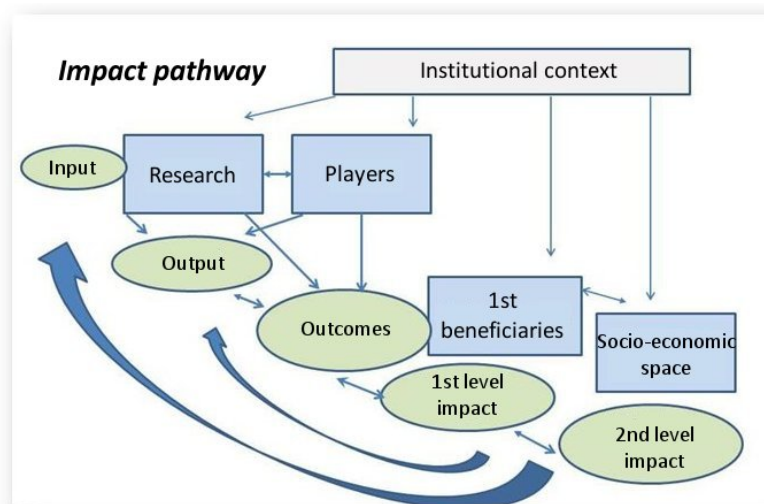 Impact pathway
Institutional context
Input
Research
Players
Output
Outcomes
1st
beneficiaries
Socio-economic
space
1st level
impact
2nd level
impact